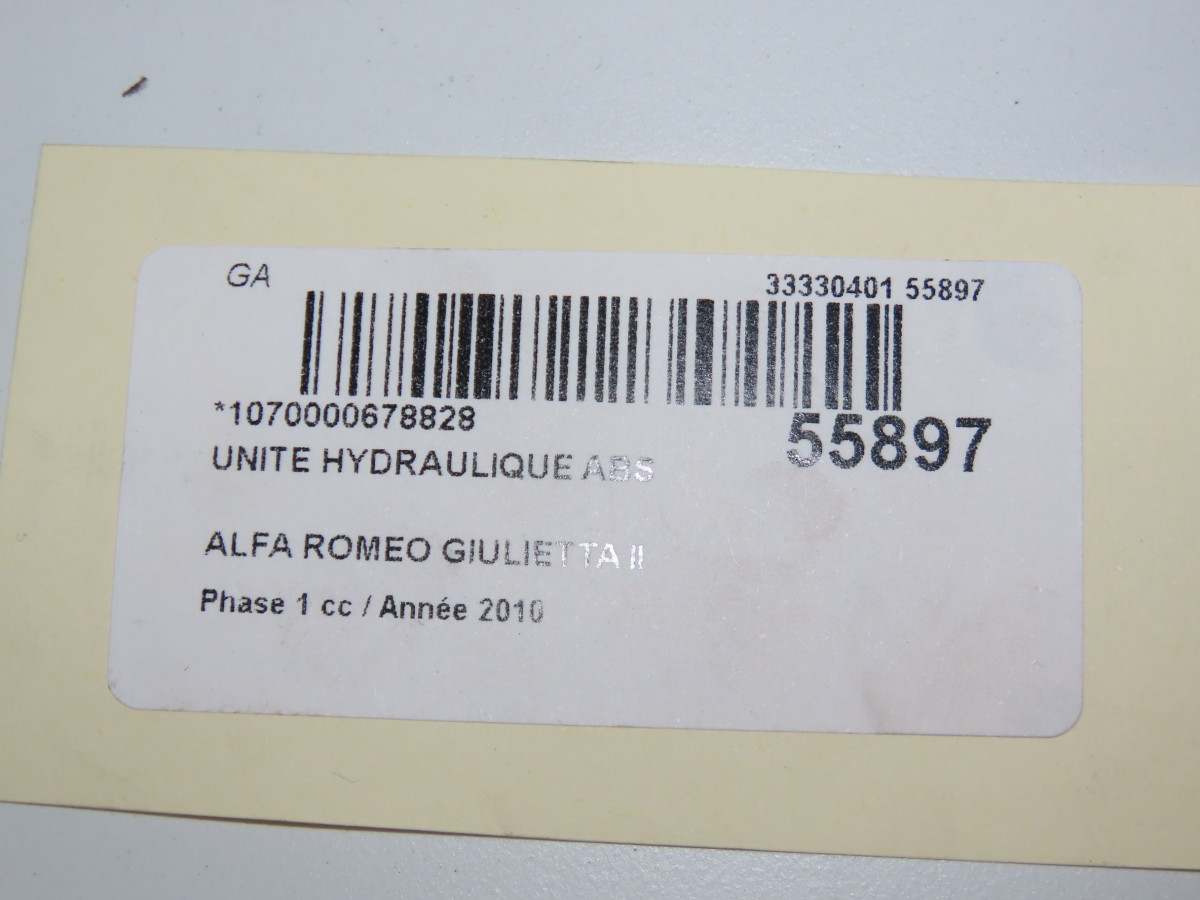 GA
33330401 55897
*1070000678828
55897
UNITE HYDRAULIQUE ABS
ALFA ROMEO GIULIETTA II
Phase 1 cc / Année 2010